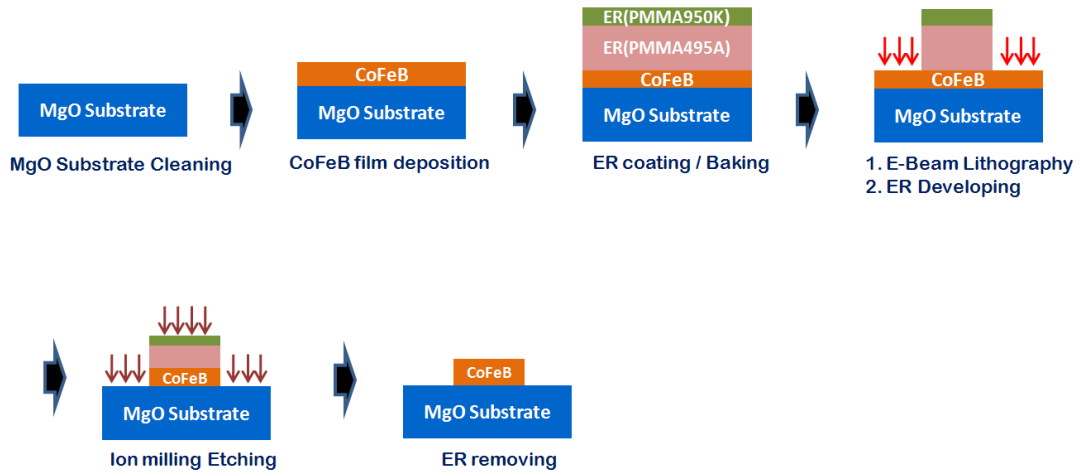 MgO Substrate
MgO Substrate Cleaning
CoFeB
MgO Substrate
CoFeB film deposition
ER(PMMA950K)
ER(PMMA495A)
CoFeB
MgO Substrate
ER coating / Baking
CoFeB
MgO Substrate
1. E-Beam Lithography
2. ER Developing
CoFeB
MgO Substrate
Ion milling Etching
CoFeB
MgO Substrate
ER removing